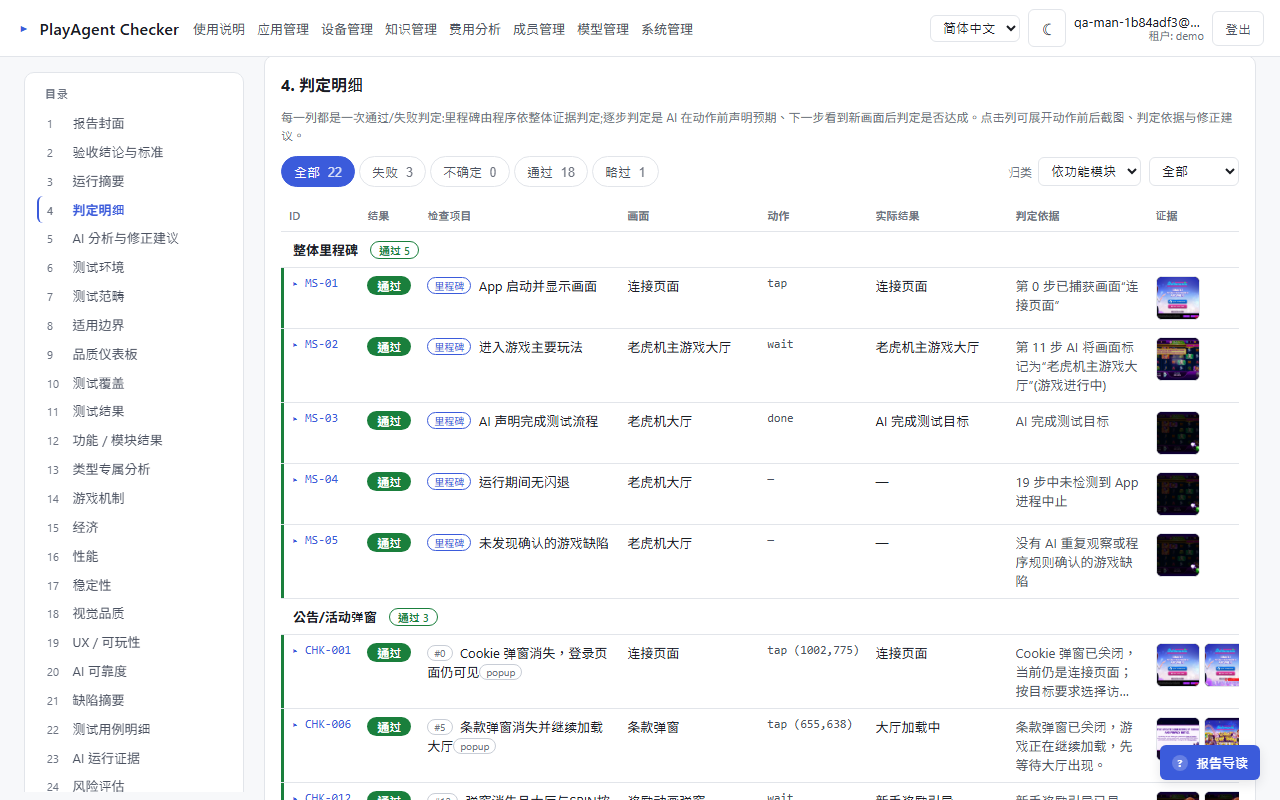 PlayAgent Checker 使用说明 应用管理 设备管理 知识管理 费用分析 成员管理 模型管理 系统管理 简体中文 qa-man-1b84adf3@... 租户: demo 登出
目录
1 报告封面
2 验收结论与标准
3 运行摘要
4 判定明细
5 AI 分析与修正建议
6 测试环境
7 测试范畴
8 适用边界
9 品质仪表板
10 测试覆盖
11 测试结果
12 功能 / 模块结果
13 类型专属分析
14 游戏机制
15 经济
16 性能
17 稳定性
18 视觉品质
19 UX / 可玩性
20 AI 可靠度
21 缺陷摘要
22 测试用例明细
23 AI 运行证据
24 风险评估
4. 判定明细
每一列都是一次通过/失败判定:里程碑由程序依整体证据判定;逐步判定是 AI 在动作前声明预期、下一步看到新画面后判定是否达成。点击列可展开动作前后截图、判定依据与修正建
议。
全部 22 失败 3 不确定 0 通过 18 略过 1 归类 依功能模块 全部
ID 结果 检查项目 画面 动作 实际结果 判定依据 证据
整体里程碑 通过 5
MS-01 通过 里程碑 App 启动并显示画面 连接页面 tap 连接页面 第 0 步已捕获画面“连
接页面”
MS-02 通过 里程碑 进入游戏主要玩法 老虎机主游戏大厅 wait 老虎机主游戏大厅 第 11 步 AI 将画面标
记为“老虎机主游戏大
厅”(游戏进行中)
MS-03 通过 里程碑 AI 声明完成测试流程 老虎机大厅 done AI 完成测试目标 AI 完成测试目标
MS-04 通过 里程碑 运行期间无闪退 老虎机大厅 — — 19 步中未检测到 App
进程中止
MS-05 通过 里程碑 未发现确认的游戏缺陷 老虎机大厅 — — 没有 AI 重复观察或程
序规则确认的游戏缺
陷
公告/活动弹窗 通过 3
CHK-001 通过 #0 Cookie 弹窗消失，登录页 连接页面 tap (1002,775) 连接页面 Cookie 弹窗已关闭，
面仍可见 popup 当前仍是连接页面；
按目标要求选择访...
CHK-006 通过 #5 条款弹窗消失并继续加载 条款弹窗 tap (655,638) 大厅加载中 条款弹窗已关闭，游
大厅 popup 戏正在继续加载，先
等待大厅出现。
? 报告导读
CHK-012 wait